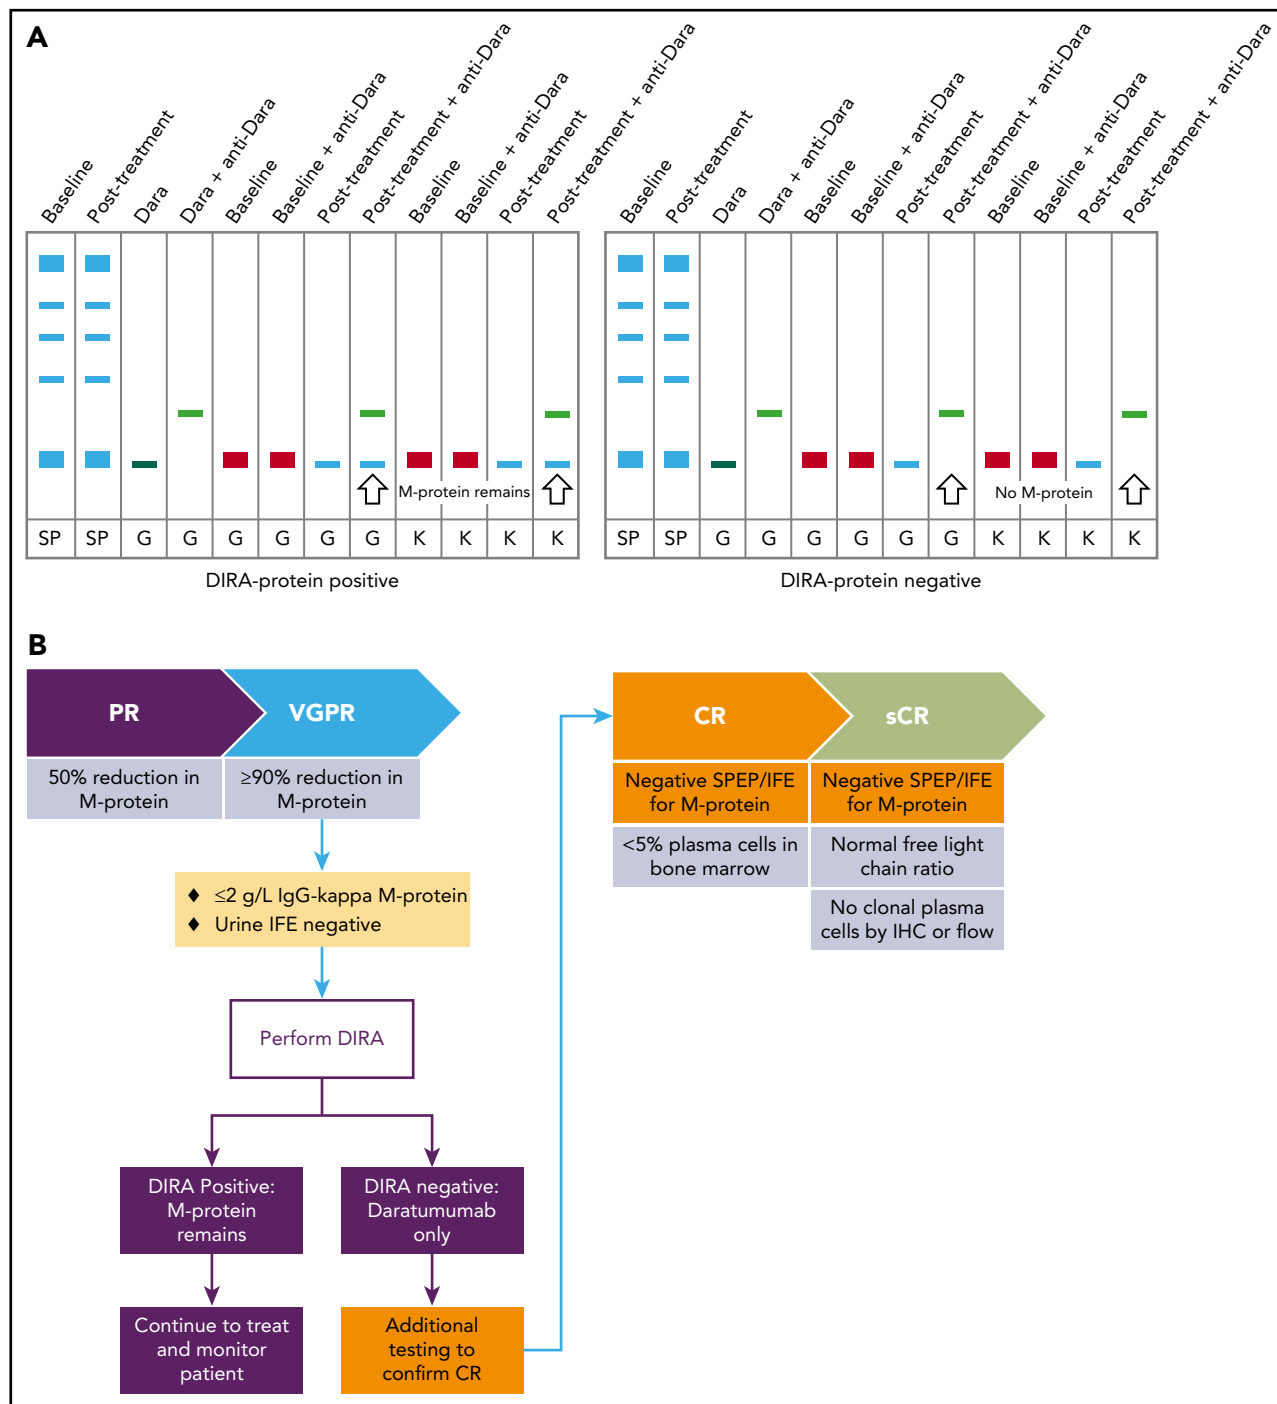 A
Baseline
Post-treatment
Dara
Dara + anti-Dara
Baseline
Baseline + anti-Dara
Post-treatment
Post-treatment + anti-Dara
Baseline
Baseline + anti-Dara
Post-treatment
Post-treatment + anti-Dara
M-protein remains
SP SP G G G G G G K K K K
DIRA-protein positive
Baseline
Post-treatment
Dara
Dara + anti-Dara
Baseline
Baseline + anti-Dara
Post-treatment
Post-treatment + anti-Dara
Baseline
Baseline + anti-Dara
Post-treatment
Post-treatment + anti-Dara
No M-protein
SP SP G G G G G G K K K K
DIRA-protein negative
B
PR
50% reduction in
M-protein
VGPR
≥90% reduction in
M-protein
♦ ≤2 g/L IgG-kappa M-protein
♦ Urine IFE negative
Perform DIRA
DIRA Positive:
M-protein
remains
Continue to treat
and monitor
patient
DIRA negative:
Daratumumab
only
Additional
testing to
confirm CR
CR
Negative SPEP/IFE
for M-protein
<5% plasma cells in
bone marrow
sCR
Negative SPEP/IFE
for M-protein
Normal free light
chain ratio
No clonal plasma
cells by IHC or flow